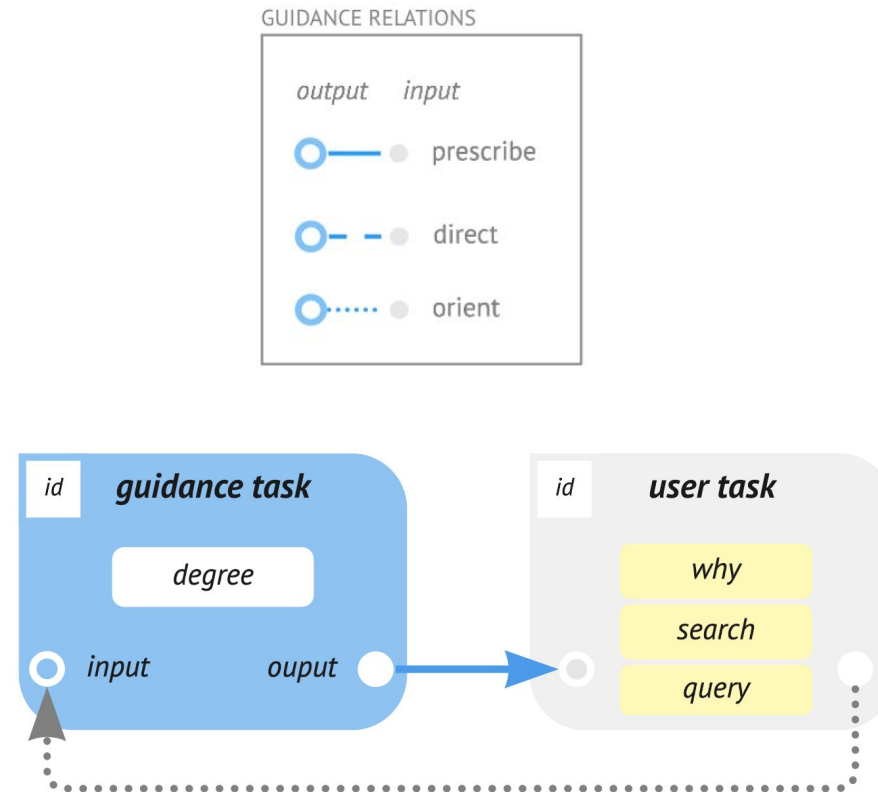 GUIDANCE RELATIONS
output input
prescribe
direct
orient
id guidance task
degree
input ouput
id user task
why
search
query